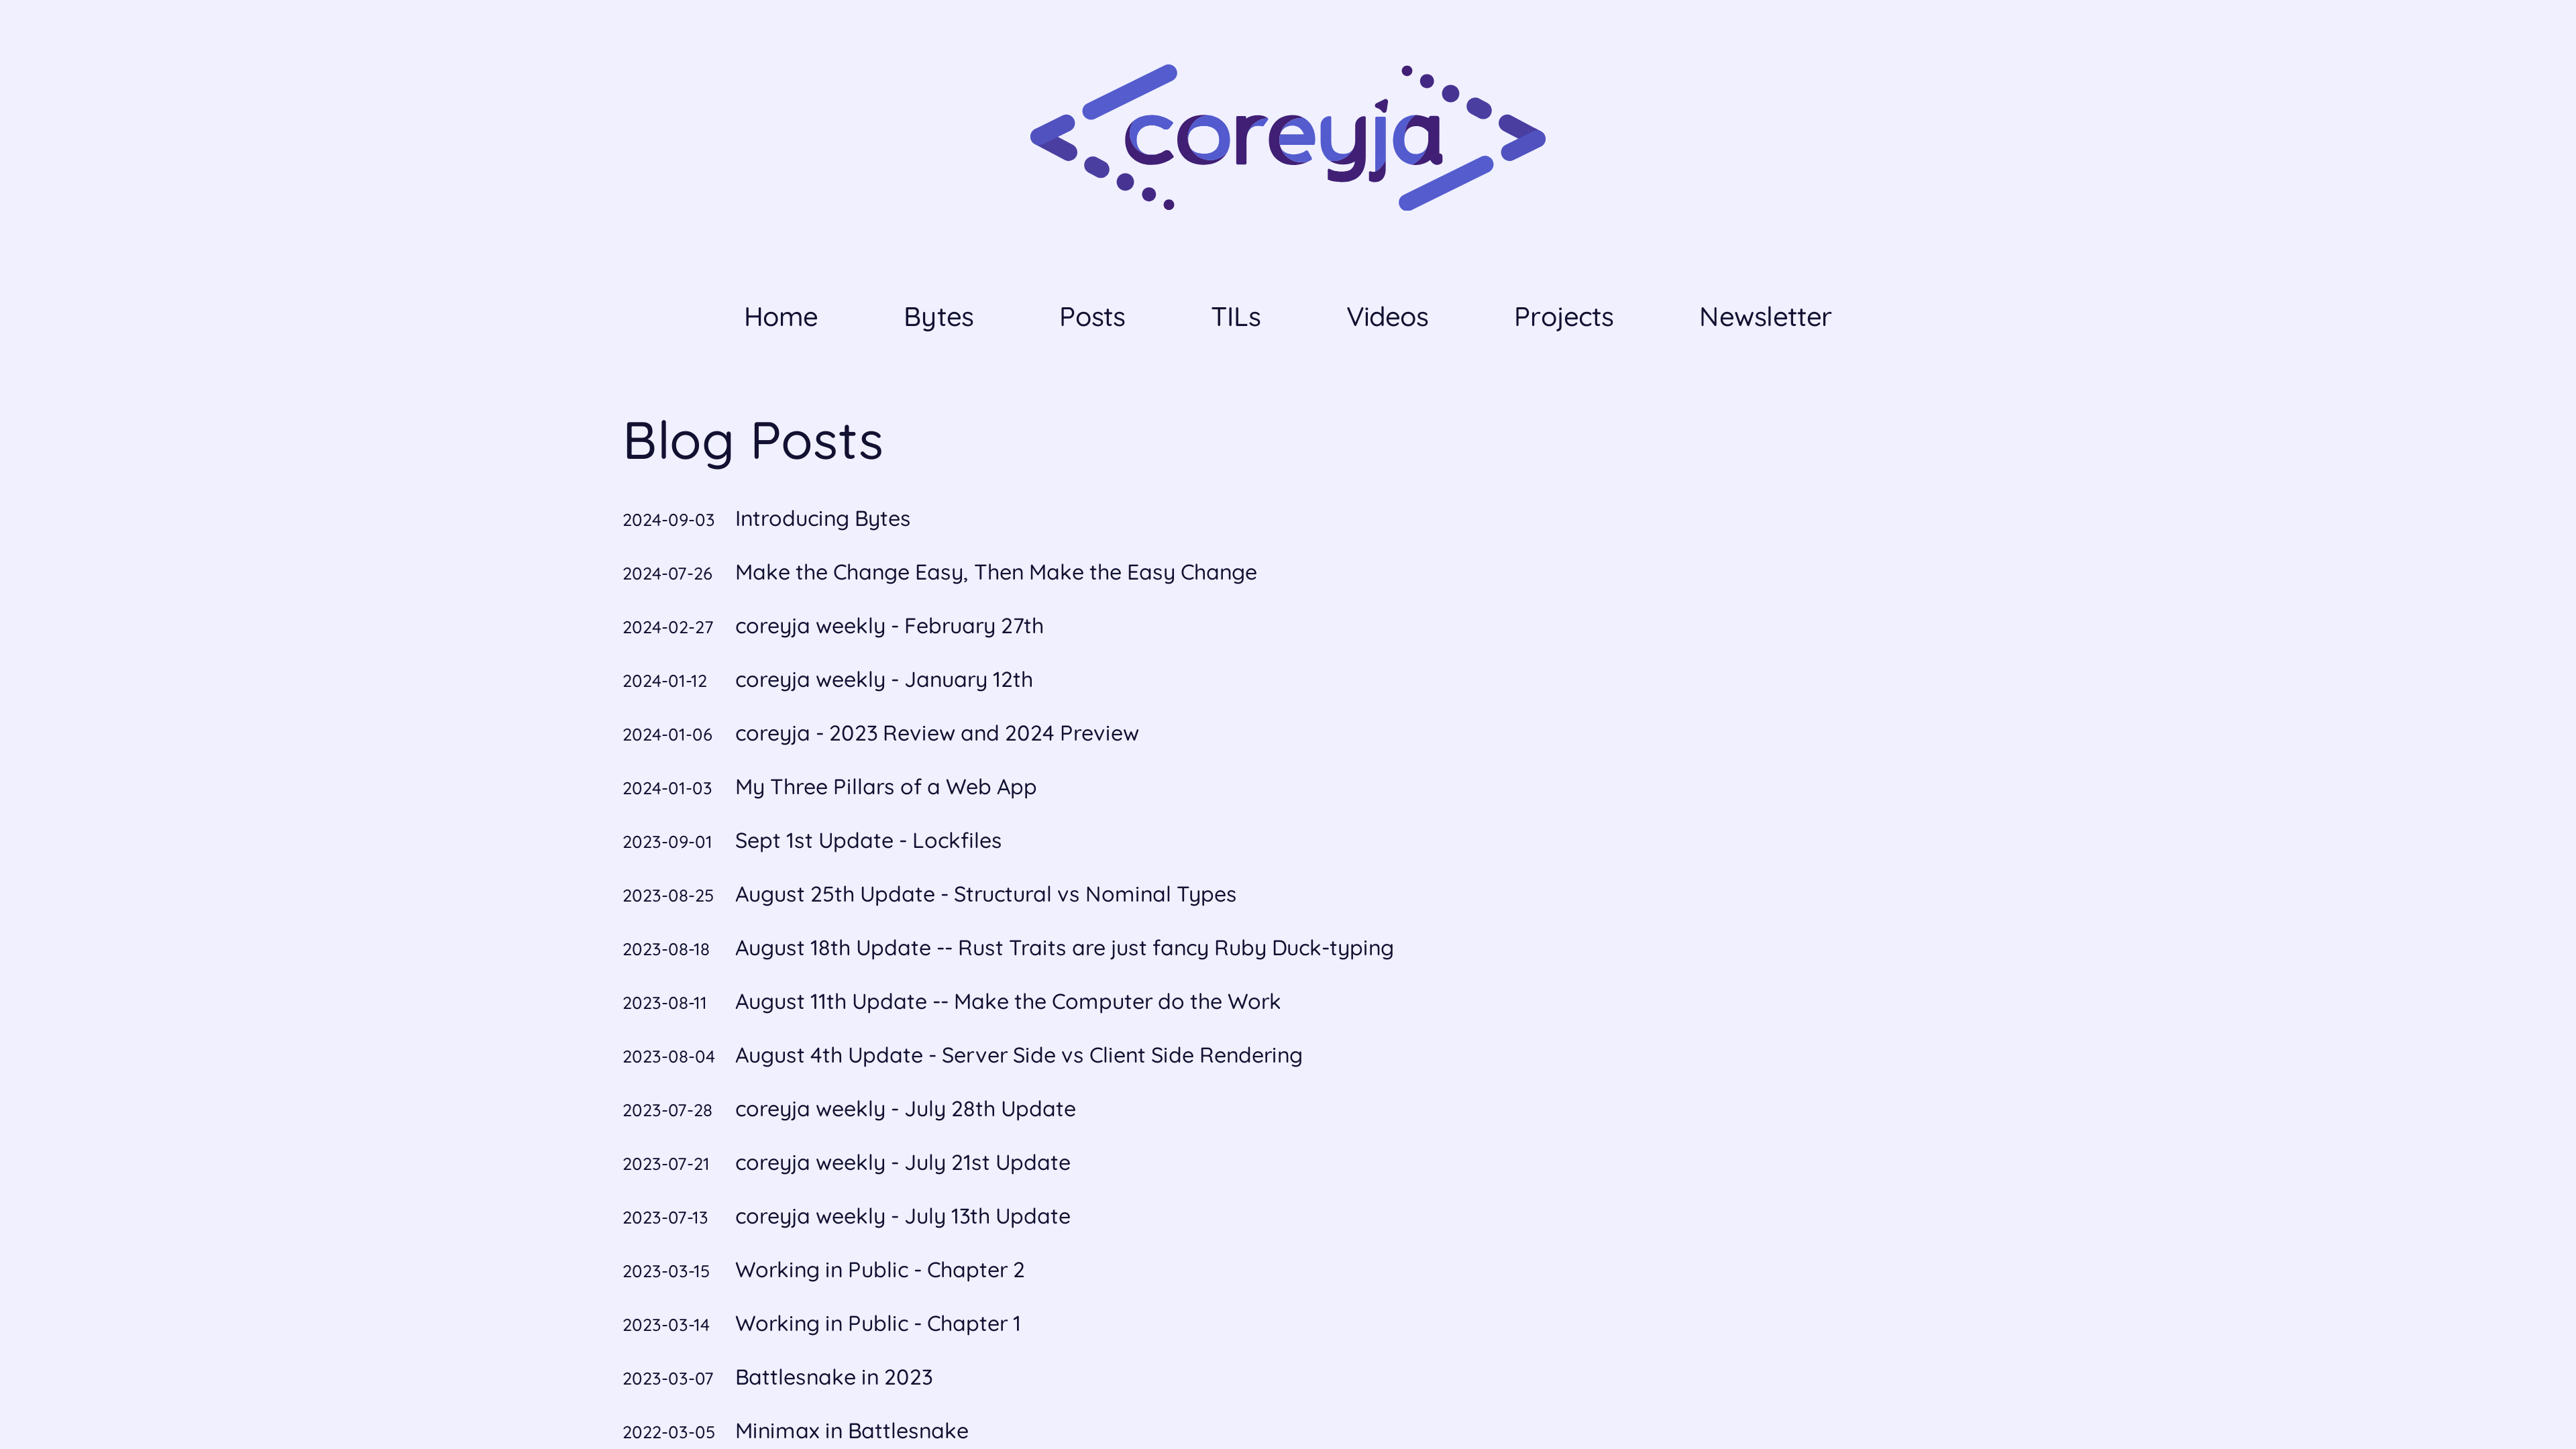 coreyja
Home Bytes Posts TILs Videos Projects Newsletter
Blog Posts
2024-09-03 Introducing Bytes
2024-07-26 Make the Change Easy, Then Make the Easy Change
2024-02-27 coreyja weekly - February 27th
2024-01-12 coreyja weekly - January 12th
2024-01-06 coreyja - 2023 Review and 2024 Preview
2024-01-03 My Three Pillars of a Web App
2023-09-01 Sept 1st Update - Lockfiles
2023-08-25 August 25th Update - Structural vs Nominal Types
2023-08-18 August 18th Update -- Rust Traits are just fancy Ruby Duck-typing
2023-08-11 August 11th Update -- Make the Computer do the Work
2023-08-04 August 4th Update - Server Side vs Client Side Rendering
2023-07-28 coreyja weekly - July 28th Update
2023-07-21 coreyja weekly - July 21st Update
2023-07-13 coreyja weekly - July 13th Update
2023-03-15 Working in Public - Chapter 2
2023-03-14 Working in Public - Chapter 1
2023-03-07 Battlesnake in 2023
2022-03-05 Minimax in Battlesnake